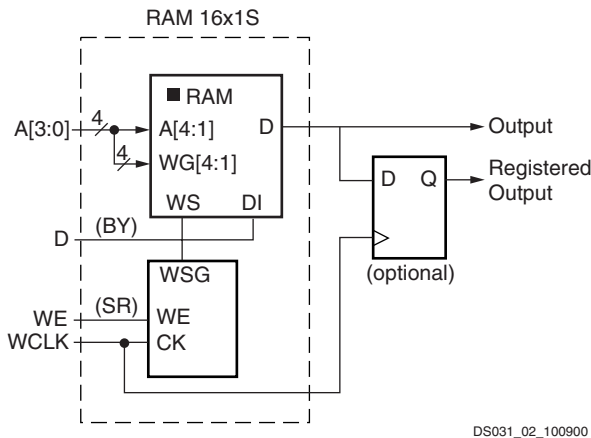 RAM 16x1S
RAM
A[3:0]
4
A[4:1]
D
Output
4
WG[4:1]
D
Q
Registered
Output
WS
DI
D
(BY)
WSG
(optional)
WE
(SR)
WE
WCLK
CK
DS031_02_100900